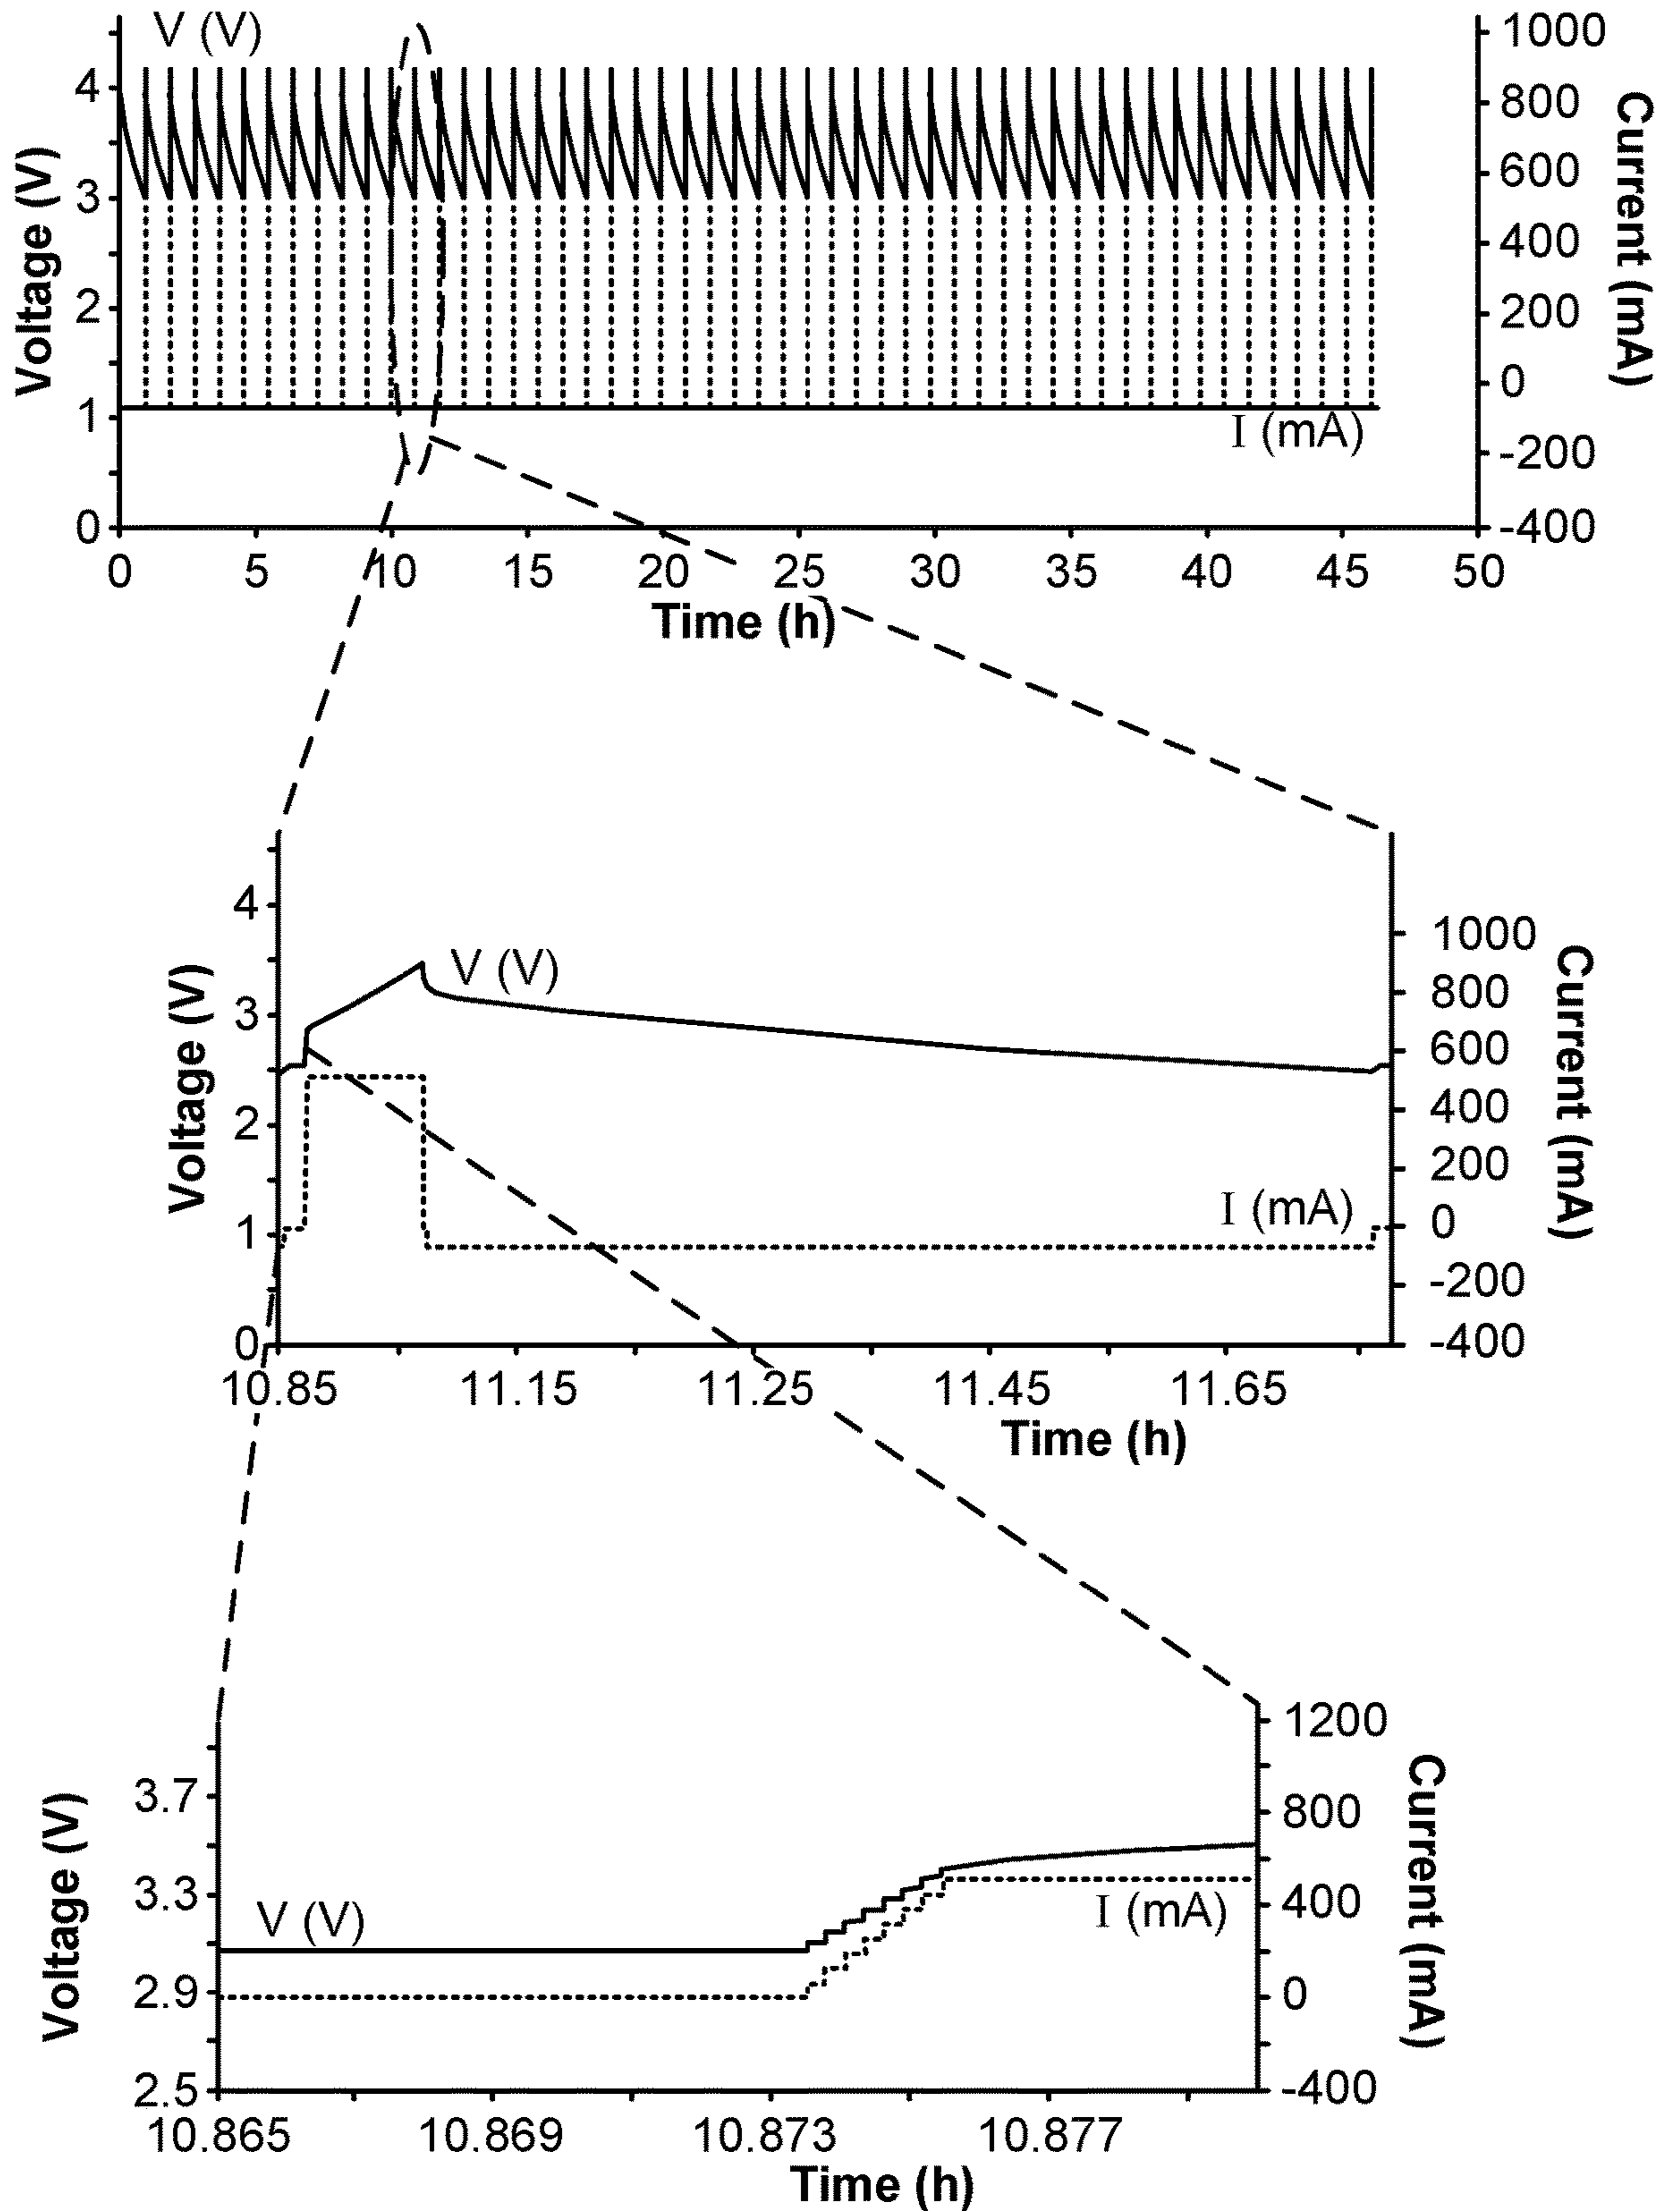 V (V)
1000
4
800
600
3
400
2
200
0
1
I (mA)
-200
0
-400
Voltage (V)
Current (mA)
0 5 10 15 20 25 30 35 40 45 50
Time (h)
4
1000
V (V)
800
3
600
2
400
200
1
I (mA)
0
-200
0
-400
Voltage (V)
Current (mA)
10.85 11.15 11.25 11.45 11.65
Time (h)
1200
3.7
800
3.3
V (V)
I (mA)
400
2.9
0
2.5
-400
Voltage (V)
Current (mA)
10.865 10.869 10.873 10.877
Time (h)